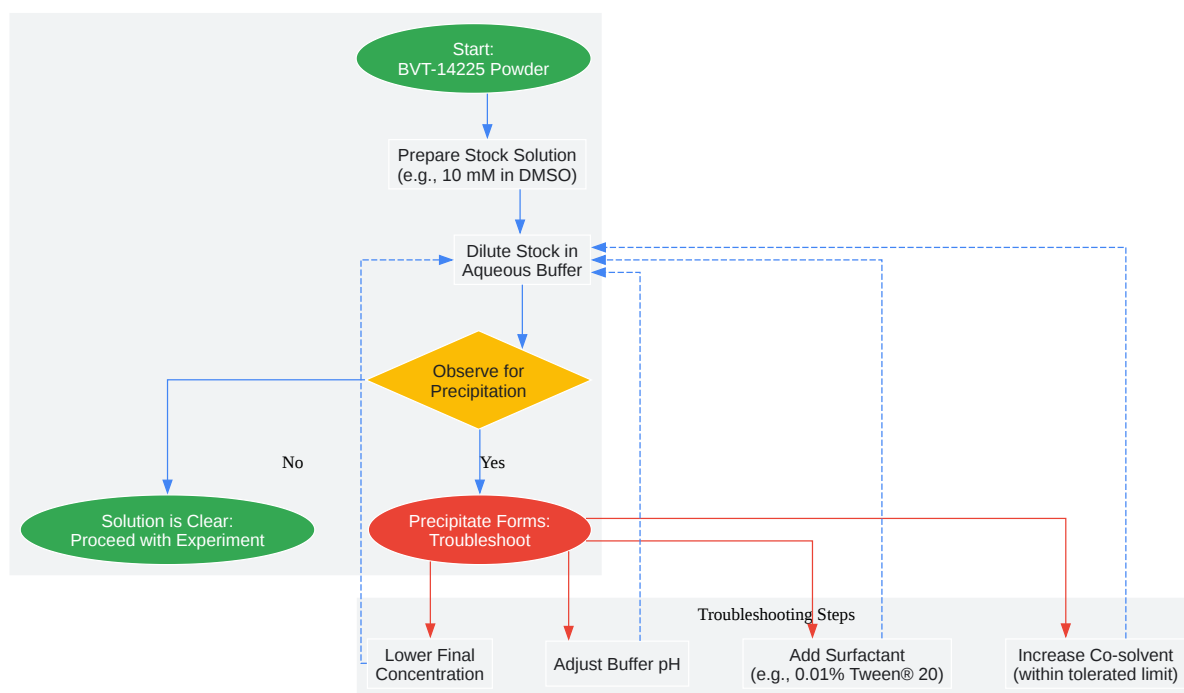 Start:
BVT-14225 Powder
Prepare Stock Solution
(e.g., 10 mM in DMSO)
Dilute Stock in
Aqueous Buffer
Observe for
Precipitation
No
Yes
Solution is Clear:
Proceed with Experiment
Precipitate Forms:
Troubleshoot
Troubleshooting Steps
Lower Final
Concentration
Adjust Buffer pH
Add Surfactant
(e.g., 0.01% Tween® 20)
Increase Co-solvent
(within tolerated limit)